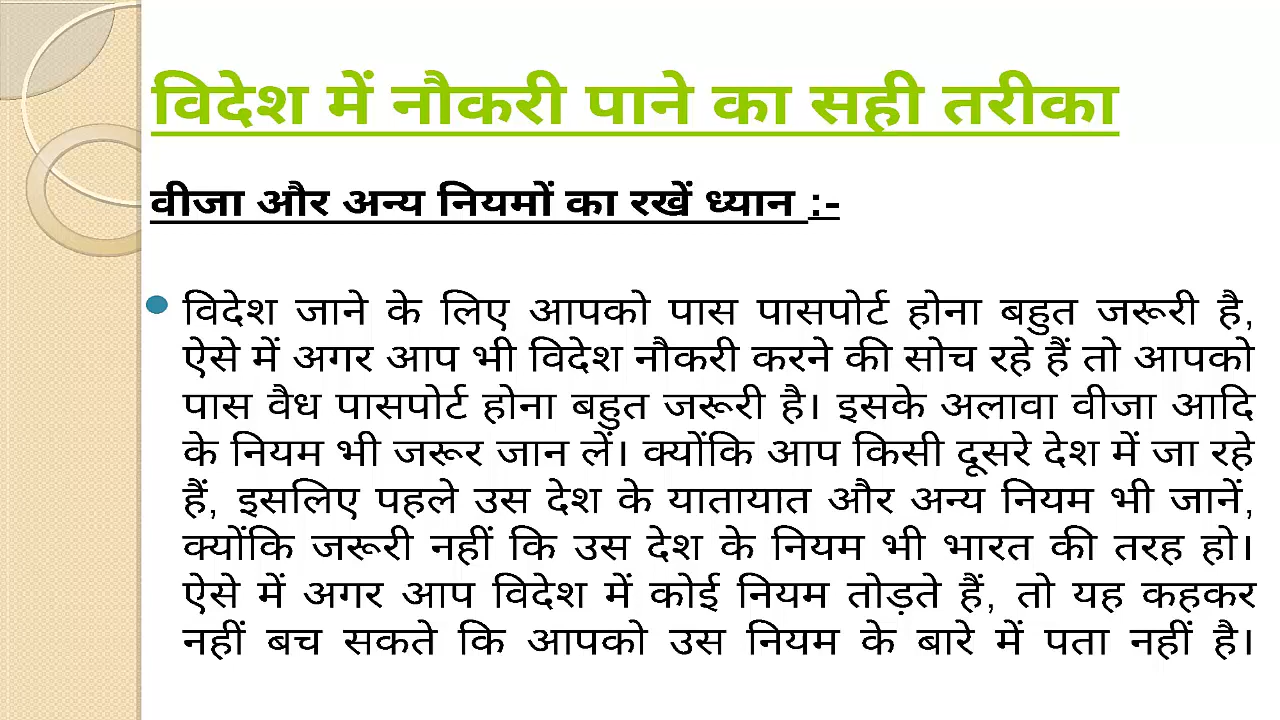 विदेश में नौकरी पाने का सही तरीका
वीजा और अन्य नियमों का रखें ध्यान :-
विदेश जाने के लिए आपको पास पासपोर्ट होना बहुत जरूरी है,
ऐसे में अगर आप भी विदेश नौकरी करने की सोच रहे हैं तो आपको
पास वैध पासपोर्ट होना बहुत जरूरी है। इसके अलावा वीजा आदि
के नियम भी जरूर जान लें। क्योंकि आप किसी दूसरे देश में जा रहे
हैं, इसलिए पहले उस देश के यातायात और अन्य नियम भी जानें,
क्योंकि जरूरी नहीं कि उस देश के नियम भी भारत की तरह हो।
ऐसे में अगर आप विदेश में कोई नियम तोड़ते हैं, तो यह कहकर
नहीं बच सकते कि आपको उस नियम के बारे में पता नहीं है।